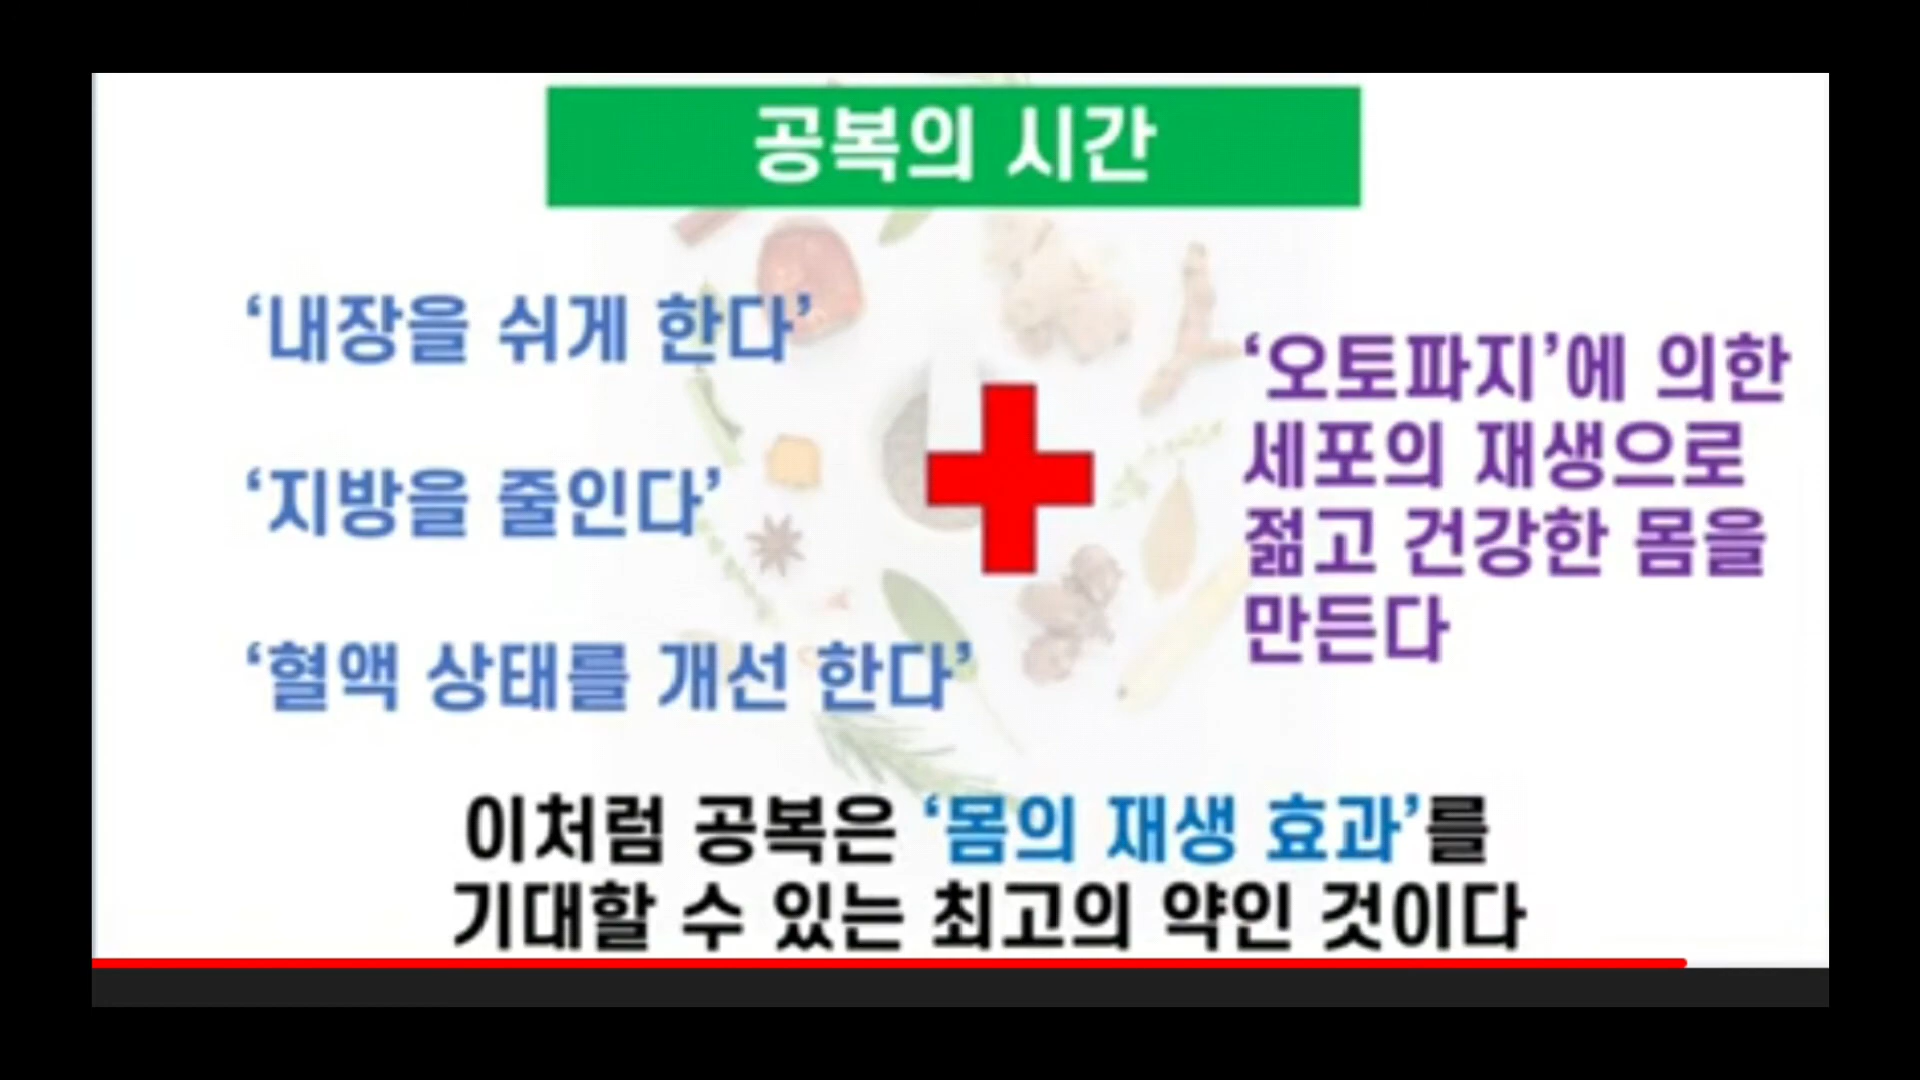 공복의 시간
‘내장을 쉬게 한다’
‘지방을 줄인다’
‘혈액 상태를 개선 한다’
‘오토파지’에 의한
세포의 재생으로
젊고 건강한 몸을
만든다
이처럼 공복은 ‘몸의 재생 효과’를
기대할 수 있는 최고의 약인 것이다